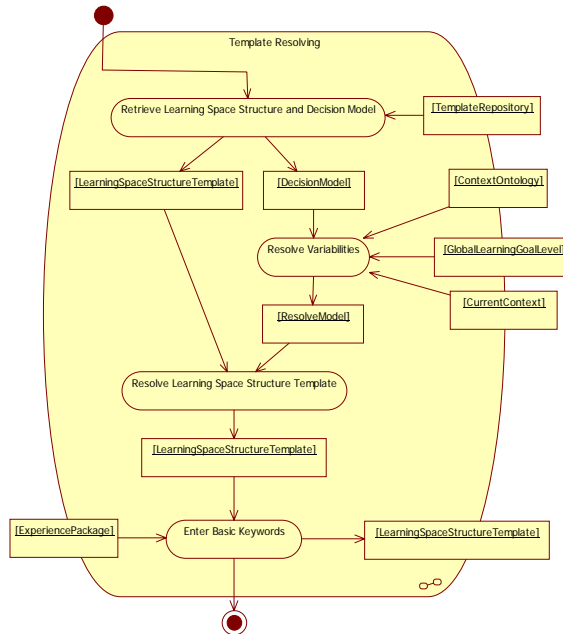 Template Resolving
Retrieve Learning Space Structure and Decision Model
[TemplateRepository]
[LearningSpaceStructureTemplate]
[DecisionModel]
[ContextOntology]
Resolve Variabilities
[GlobalLearningGoalLevel]
[ResolveModel]
[CurrentContext]
Resolve Learning Space Structure Template
[LearningSpaceStructureTemplate]
[ExperiencePackage]
Enter Basic Keywords
[LearningSpaceStructureTemplate]